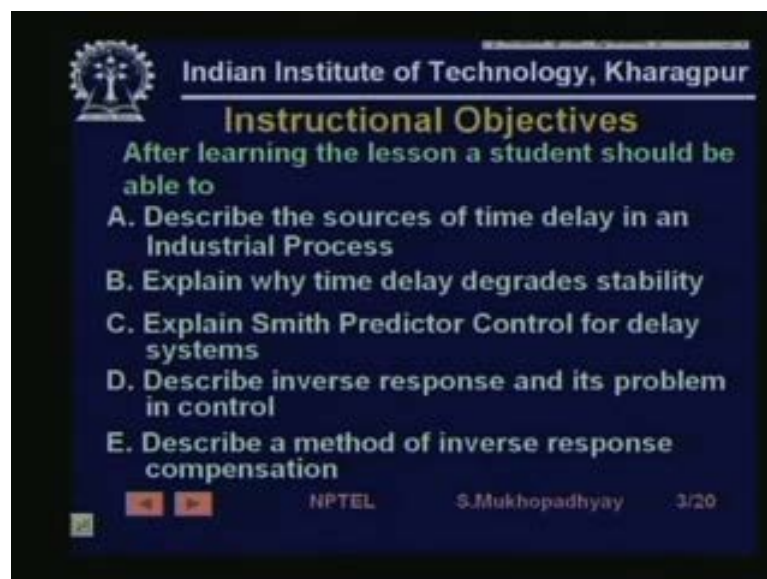 Indian Institute of Technology, Kharagpur
Instructional Objectives
After learning the lesson a student should be
able to
A. Describe the sources of time delay in an
Industrial Process
B. Explain why time delay degrades stability
C. Explain Smith Predictor Control for delay
systems
D. Describe inverse response and its problem
in control
E. Describe a method of inverse response
compensation
NPTEL S.Mukhopadhyay 3/20